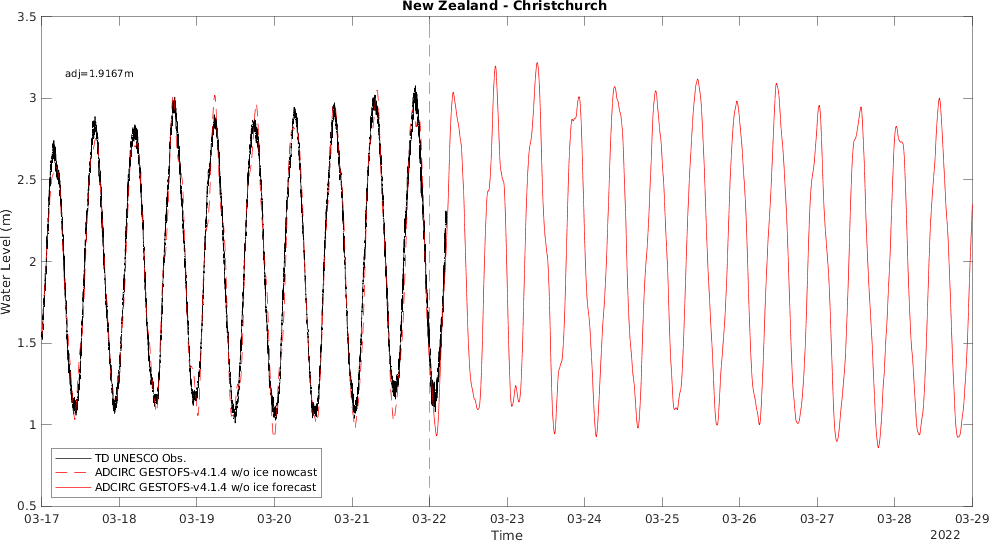 New Zealand - Christchurch
3.5
3
2.5
2
1.5
1
0.5
Water Level (m)
adj=1.9167m
TD UNESCO Obs.
ADCIRC GESTOFS-v4.1.4 w/o ice nowcast
ADCIRC GESTOFS-v4.1.4 w/o ice forecast
03-17 03-18 03-19 03-20 03-21 03-22 03-23 03-24 03-25 03-26 03-27 03-28 03-29
Time
2022